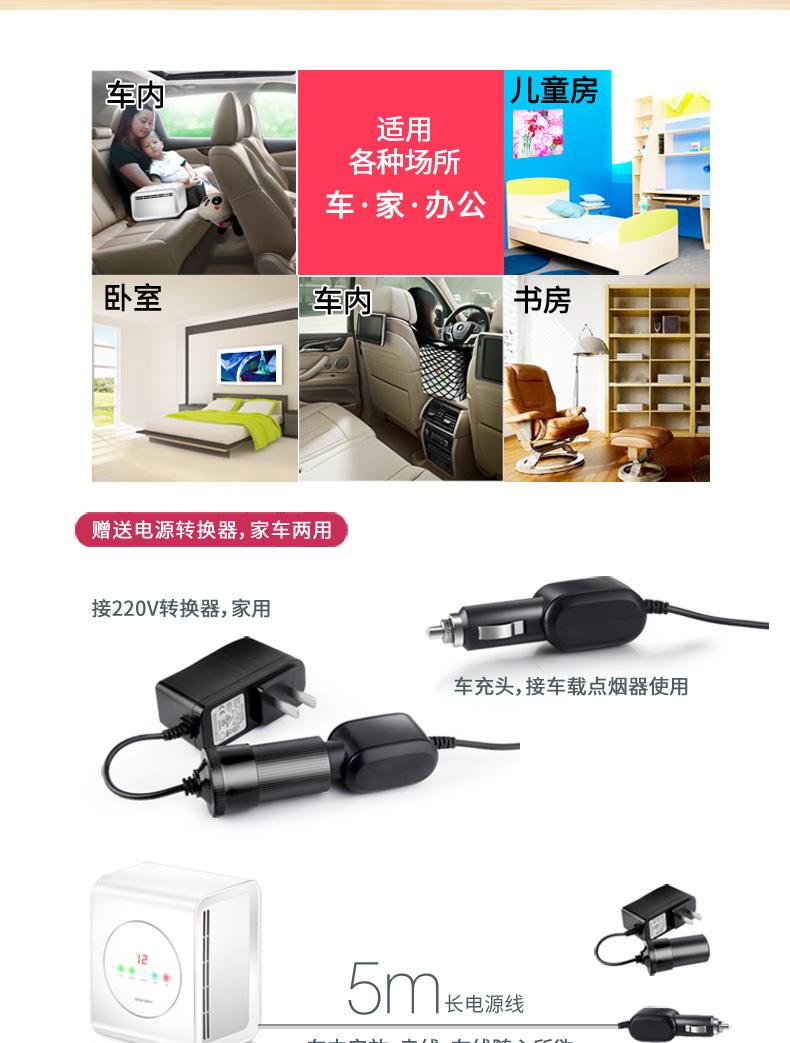 车内
适用
各种场所
车·家·办公
儿童房
卧室
车内
书房
赠送电源转换器，家车两用
接220V转换器，家用
车充头，接车载点烟器使用
12
5m长电源线